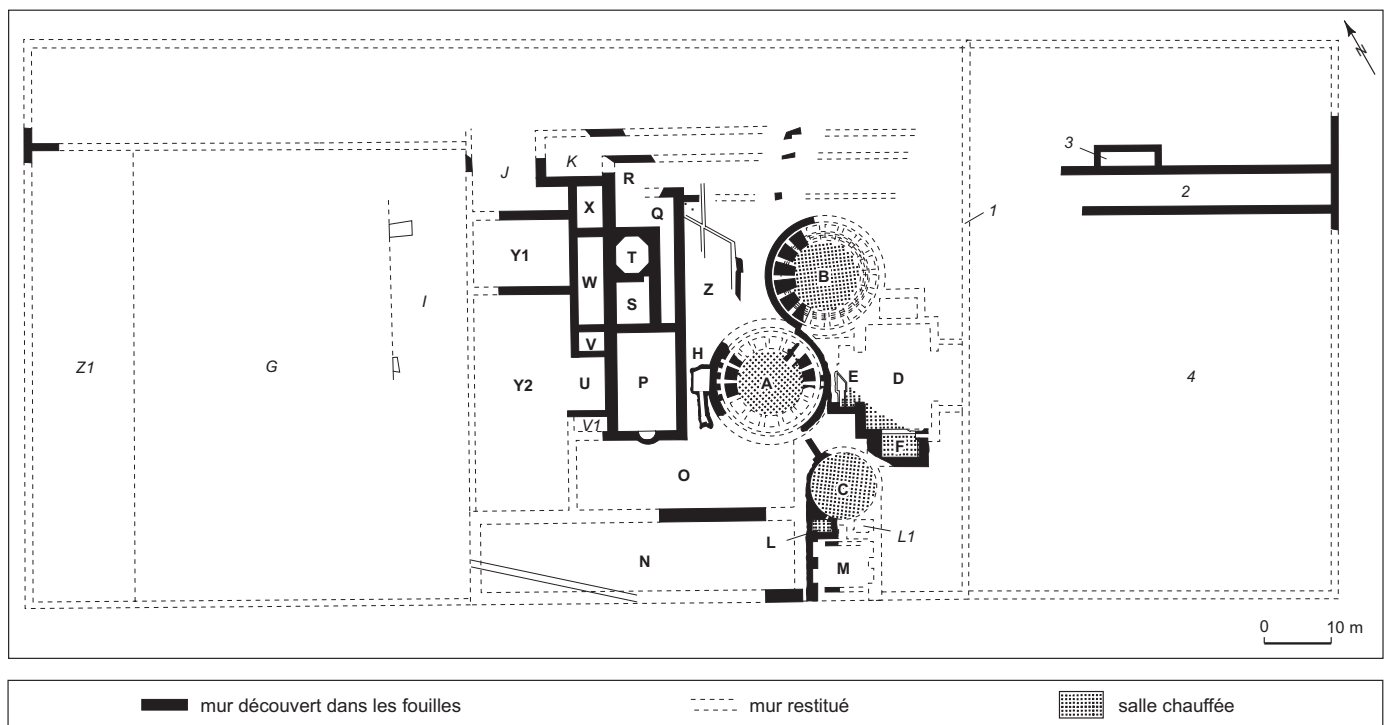 N
1
3
2
J
K
R
X
Q
Y1
T
B
W
Z
I
S
Z1
G
V
H
4
Y2
U
P
A
E
D
V1
F
O
C
L
L1
N
M
0 10 m
mur découvert dans les fouilles mur restitué salle chauffée